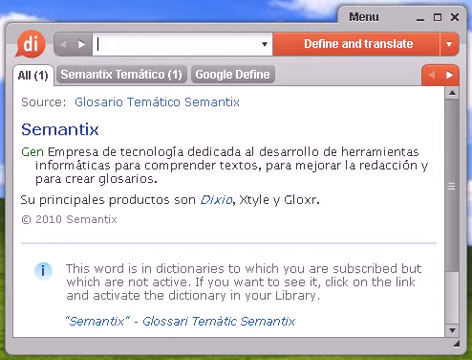 Menu
di
Define and translate
All (1)
Semantix Temático (1)
Google Define
Source: Glosario Temático Semantix
Semantix
Gen Empresa de tecnología dedicada al desarrollo de herramientas
informáticas para comprender textos, para mejorar la redacción y
para crear glosarios.
Su principales productos son Dixio, Xtyle y Gloxr.
© 2010 Semantix
This word is in dictionaries to which you are subscribed but
which are not active. If you want to see it, click on the link
and activate the dictionary in your Library.
"Semantix" - Glossari Temàtic Semantix